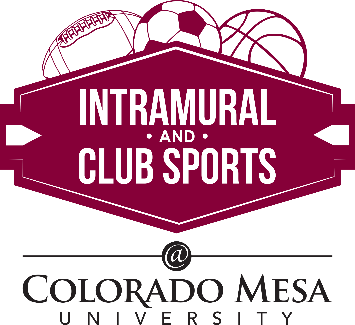 INTRAMURAL
• AND •
CLUB SPORTS
@
COLORADO MESA
UNIVERSITY